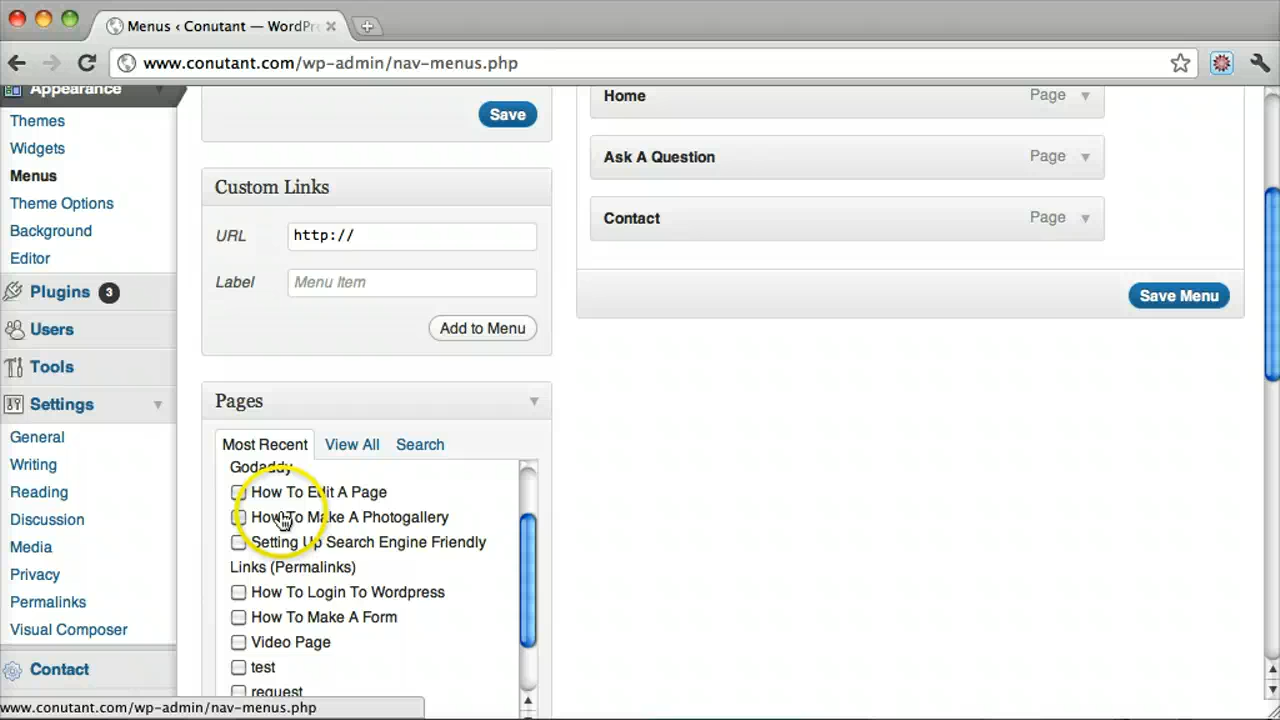 Menus ‹ Conutant — WordPr
www.conutant.com/wp-admin/nav-menus.php
Appearance
Themes
Widgets
Menus
Theme Options
Background
Editor
Plugins 3
Users
Tools
Settings
General
Writing
Reading
Discussion
Media
Privacy
Permalinks
Visual Composer
Contact
Save
Custom Links
URL http://
Label Menu Item
Add to Menu
Pages
Most Recent View All Search
Godaddy
How To Edit A Page
How To Make A Photogallery
Setting Up Search Engine Friendly
Links (Permalinks)
How To Login To Wordpress
How To Make A Form
Video Page
test
request
Home Page
Ask A Question Page
Contact Page
Save Menu
www.conutant.com/wp-admin/nav-menus.php